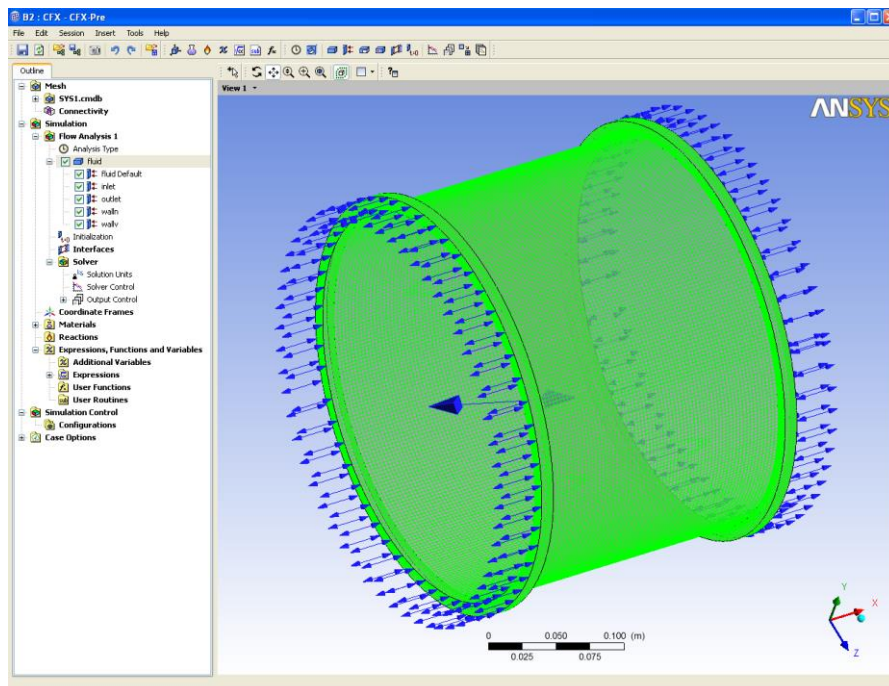 B2 : CFX - CFX-Pre
File Edit Session Insert Tools Help
Outline
Mesh
SYS1.cmdb
Connectivity
Simulation
Flow Analysis 1
Analysis Type
fluid
fluid Default
inlet
outlet
walln
wallv
Initialization
Interfaces
Solver
Solution Units
Solver Control
Output Control
Coordinate Frames
Materials
Reactions
Expressions, Functions and Variables
Additional Variables
Expressions
User Functions
User Routines
Simulation Control
Configurations
Case Options
View 1
ANSYS
0 0.050 0.100 (m)
0.025 0.075
Y
X
Z